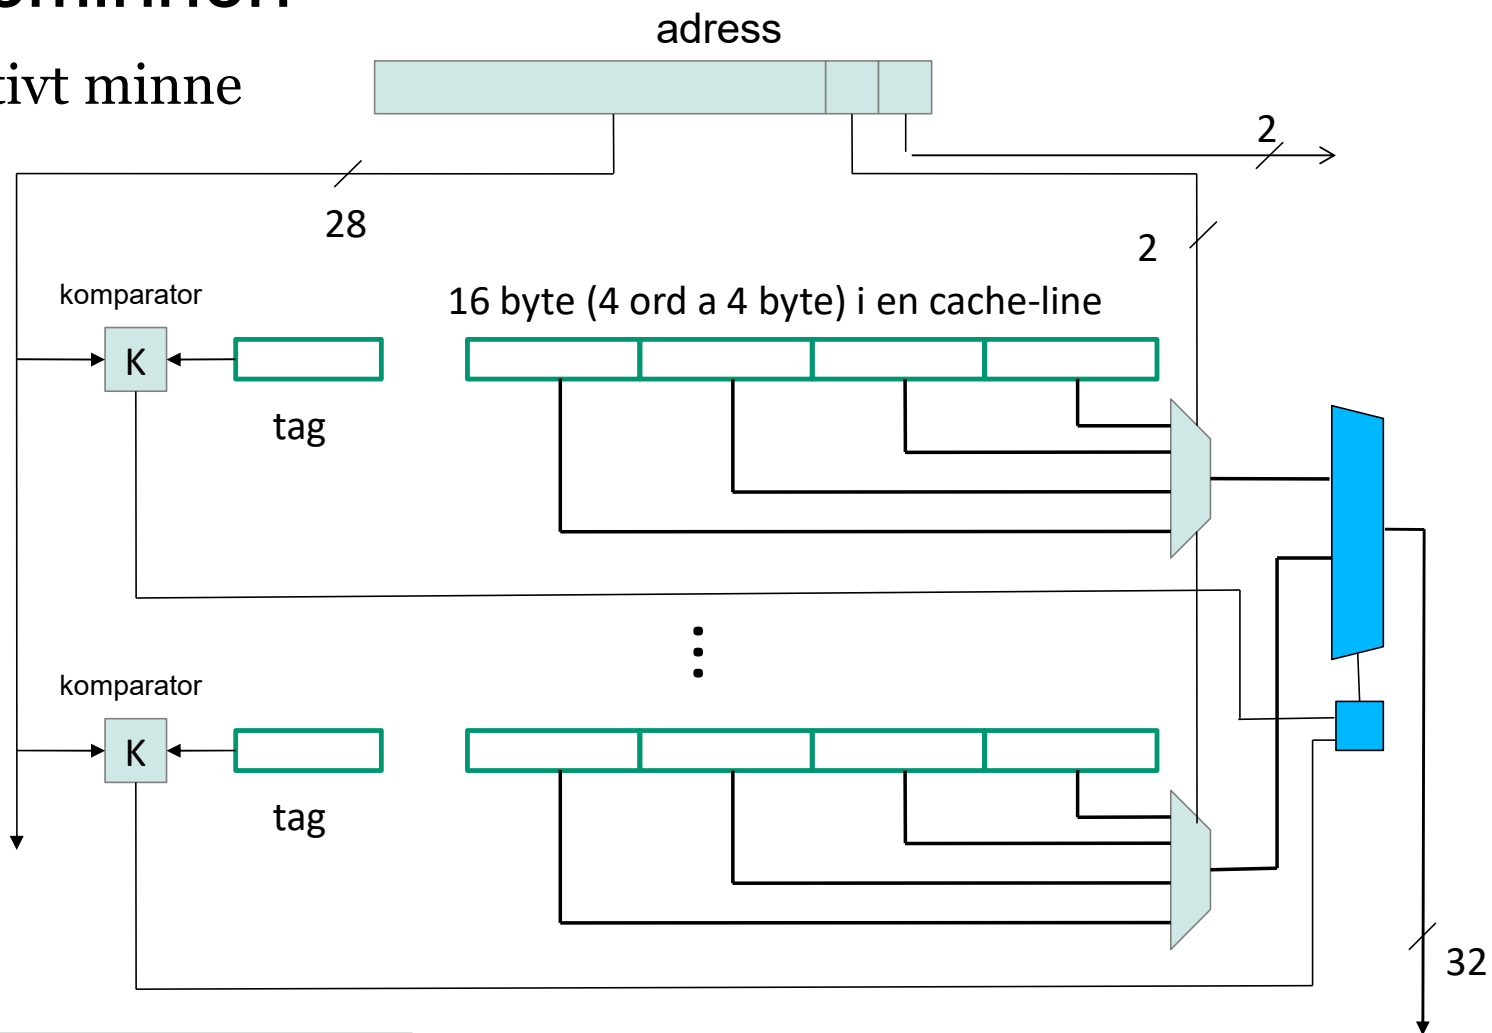 adress
tivt minne
2
28
2
komparator
16 byte (4 ord a 4 byte) i en cache-line
K
tag
komparator
K
tag
32